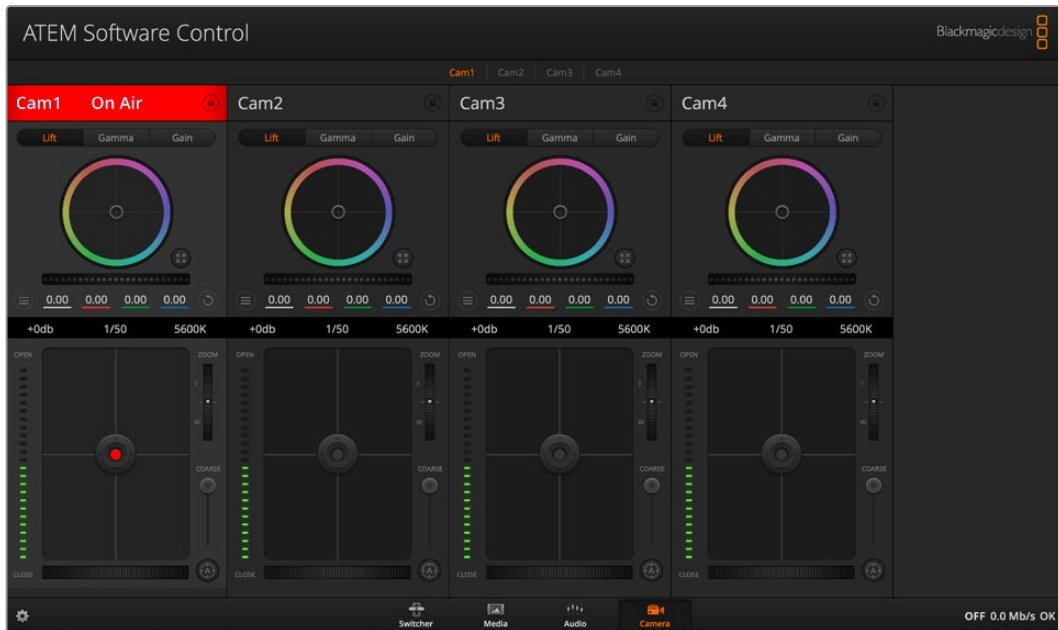 ATEM Software Control
Blackmagicdesign
Cam1 Cam2 Cam3 Cam4
Cam1 On Air Cam2 Cam3 Cam4
Lift Gamma Gain Lift Gamma Gain Lift Gamma Gain Lift Gamma Gain
0.00 0.00 0.00 0.00 0.00 0.00 0.00 0.00 0.00 0.00 0.00 0.00 0.00 0.00 0.00 0.00
+0db 1/50 5600K +0db 1/50 5600K +0db 1/50 5600K +0db 1/50 5600K
OPEN ZOOM OPEN ZOOM OPEN ZOOM OPEN ZOOM
T T T T
W W W W
COARSE COARSE COARSE COARSE
CLOSE A CLOSE A CLOSE A CLOSE A
Switcher Media Audio Camera
OFF 0.0 Mb/s OK